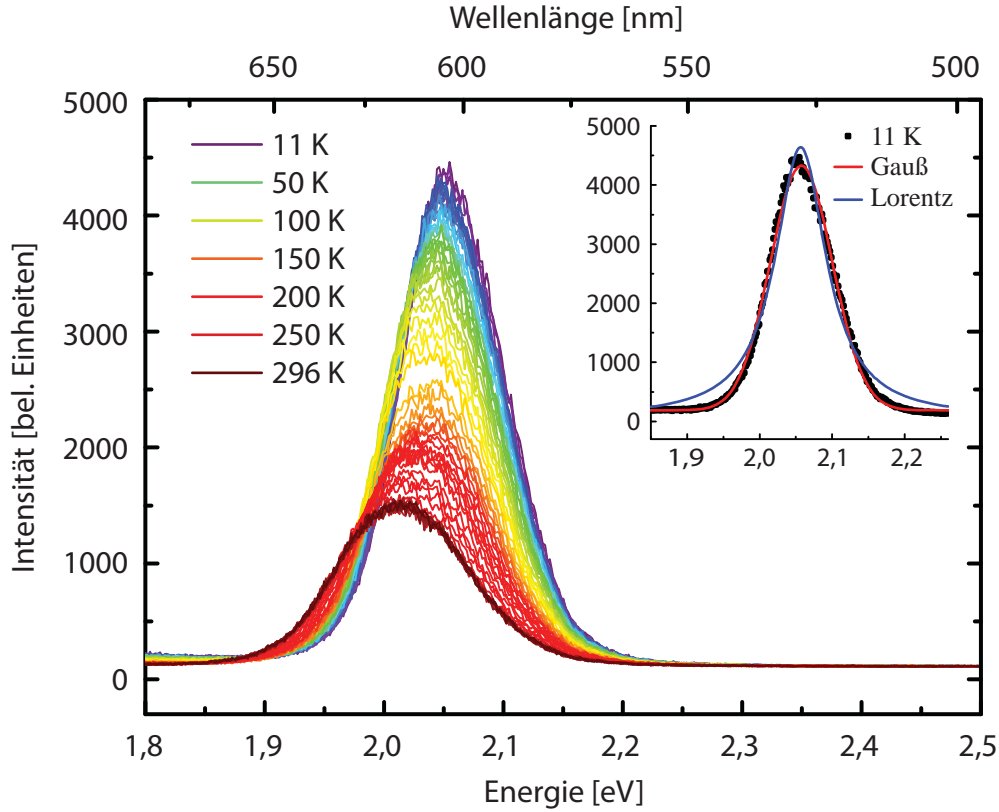 Wellenlänge [nm]
650 600 550 500
5000
4000
3000
2000
1000
0
Intensität [bel. Einheiten]
11 K
50 K
100 K
150 K
200 K
250 K
296 K
5000
4000
3000
2000
1000
0
11 K
Gauß
Lorentz
1,9 2,0 2,1 2,2
1,8 1,9 2,0 2,1 2,2 2,3 2,4 2,5
Energie [eV]